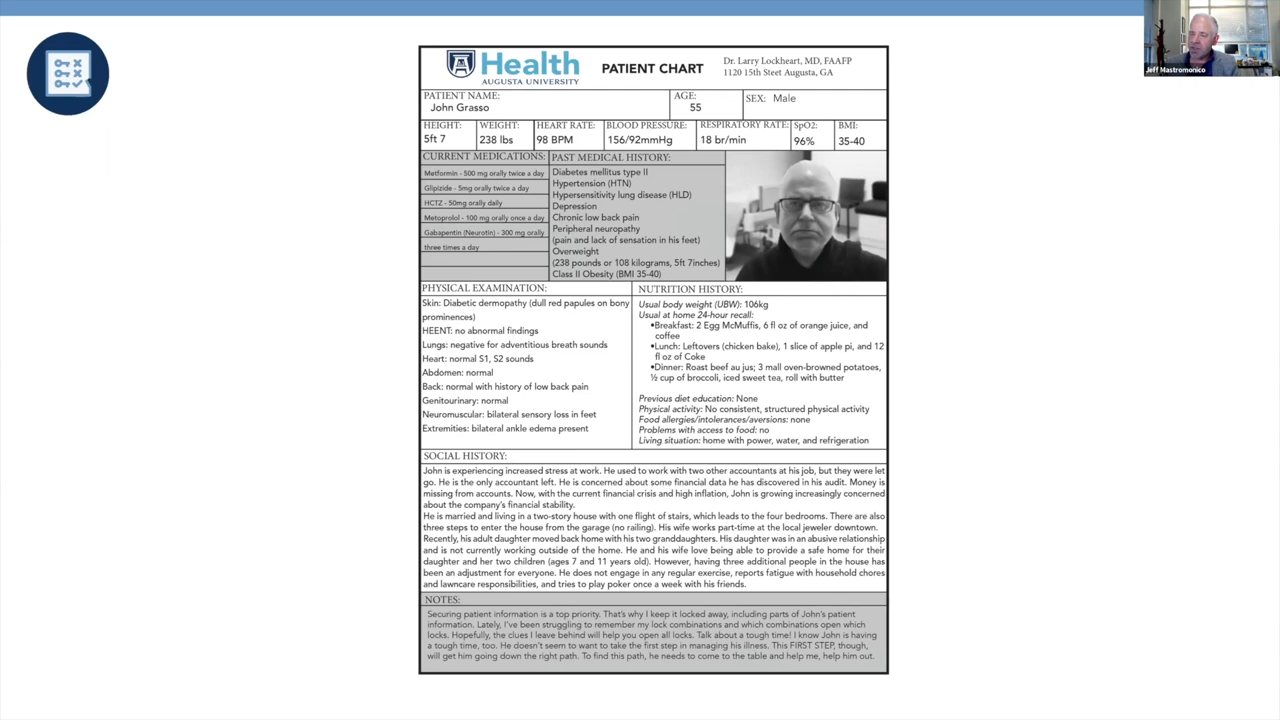 Jeff Mastromonico
Health
AUGUSTA UNIVERSITY
PATIENT CHART
Dr. Larry Lockheart, MD, FAAFP
1120 15th Steet Augusta, GA
PATIENT NAME:
John Grasso
AGE:
55
SEX: Male
HEIGHT:
5ft 7
WEIGHT:
238 lbs
HEART RATE:
98 BPM
BLOOD PRESSURE:
156/92mmHg
RESPIRATORY RATE:
18 br/min
SpO2:
96%
BMI:
35-40
CURRENT MEDICATIONS:
Metformin - 500 mg orally twice a day
Glipizide - 5mg orally twice a day
HCTZ - 50mg orally daily
Metoprolol - 100 mg orally once a day
Gabapentin (Neurotin) - 300 mg orally
three times a day
PAST MEDICAL HISTORY:
Diabetes mellitus type II
Hypertension (HTN)
Hypersensitivity lung disease (HLD)
Depression
Chronic low back pain
Peripheral neuropathy
(pain and lack of sensation in his feet)
Overweight
(238 pounds or 108 kilograms, 5ft 7inches)
Class II Obesity (BMI 35-40)
PHYSICAL EXAMINATION:
Skin: Diabetic dermopathy (dull red papules on bony
prominences)
HEENT: no abnormal findings
Lungs: negative for adventitious breath sounds
Heart: normal S1, S2 sounds
Abdomen: normal
Back: normal with history of low back pain
Genitourinary: normal
Neuromuscular: bilateral sensory loss in feet
Extremities: bilateral ankle edema present
NUTRITION HISTORY:
Usual body weight (UBW): 106kg
Usual at home 24-hour recall:
•Breakfast: 2 Egg McMuffis, 6 fl oz of orange juice, and
coffee
•Lunch: Leftovers (chicken bake), 1 slice of apple pi, and 12
fl oz of Coke
•Dinner: Roast beef au jus; 3 mall oven-browned potatoes,
½ cup of broccoli, iced sweet tea, roll with butter
Previous diet education: None
Physical activity: No consistent, structured physical activity
Food allergies/intolerances/aversions: none
Problems with access to food: no
Living situation: home with power, water, and refrigeration
SOCIAL HISTORY:
John is experiencing increased stress at work. He used to work with two other accountants at his job, but they were let
go. He is the only accountant left. He is concerned about some financial data he has discovered in his audit. Money is
missing from accounts. Now, with the current financial crisis and high inflation, John is growing increasingly concerned
about the company's financial stability.
He is married and living in a two-story house with one flight of stairs, which leads to the four bedrooms. There are also
three steps to enter the house from the garage (no railing). His wife works part-time at the local jeweler downtown.
Recently, his adult daughter moved back home with his two granddaughters. His daughter was in an abusive relationship
and is not currently working outside of the home. He and his wife love being able to provide a safe home for their
daughter and her two children (ages 7 and 11 years old). However, having three additional people in the house has
been an adjustment for everyone. He does not engage in any regular exercise, reports fatigue with household chores
and lawncare responsibilities, and tries to play poker once a week with his friends.
NOTES:
Securing patient information is a top priority. That's why I keep it locked away, including parts of John's patient
information. Lately, I've been struggling to remember my lock combinations and which combinations open which
locks. Hopefully, the clues I leave behind will help you open all locks. Talk about a tough time! I know John is having
a tough time, too. He doesn't seem to want to take the first step in managing his illness. This FIRST STEP, though,
will get him going down the right path. To find this path, he needs to come to the table and help me, help him out.